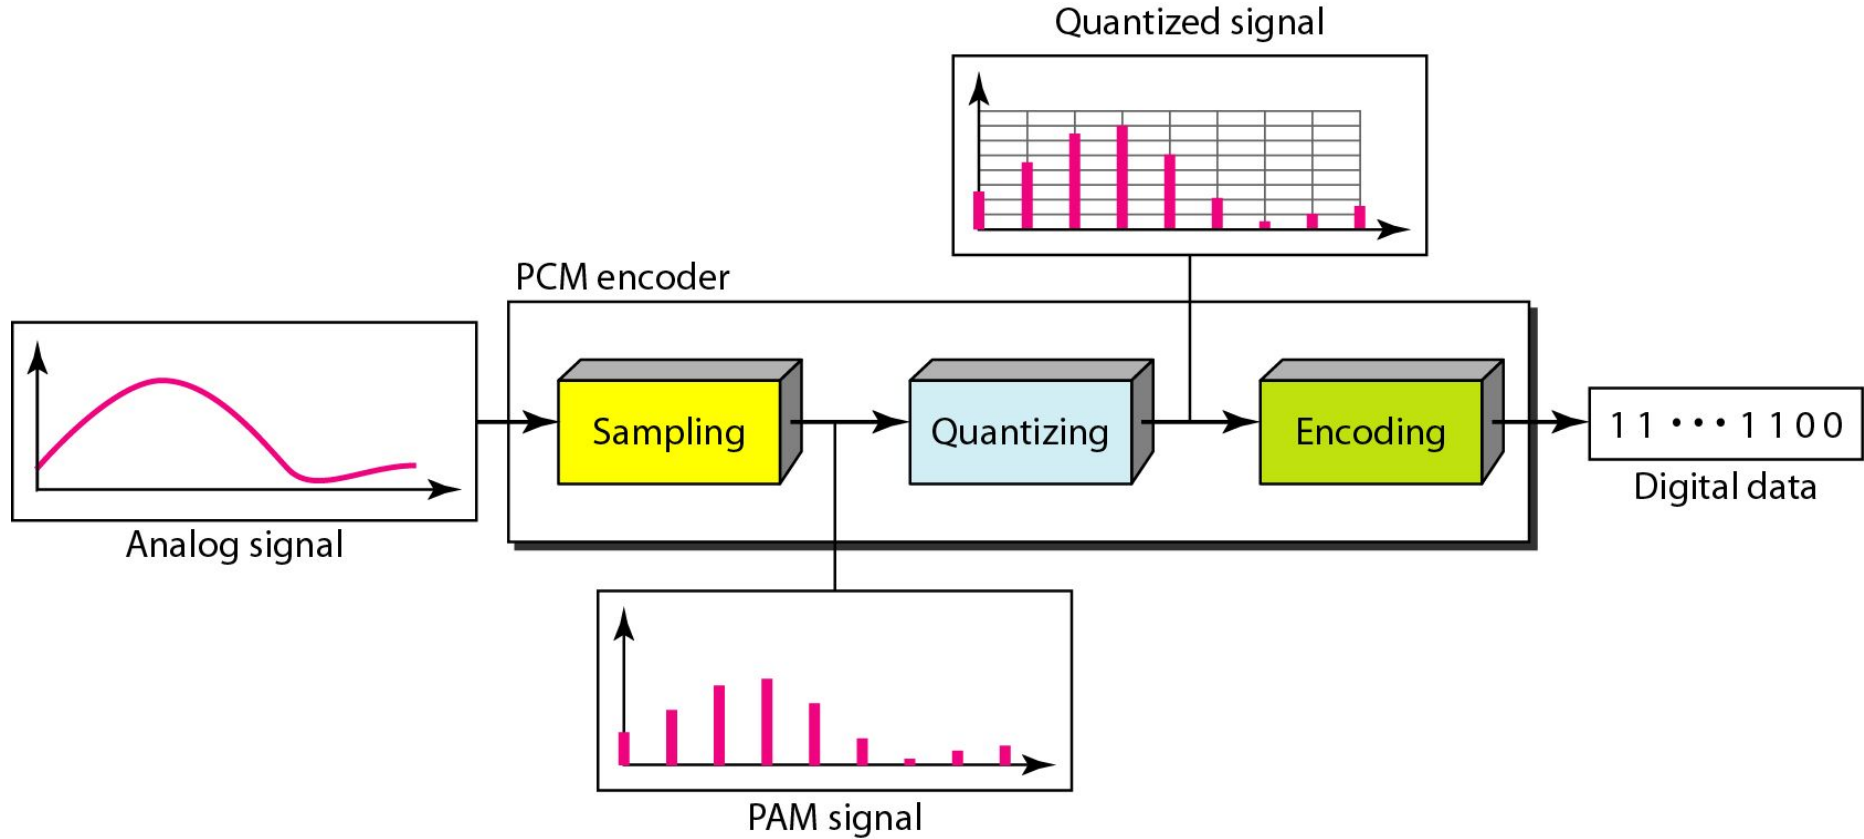 Quantized signal
PCM encoder
Sampling
Quantizing
Encoding
1 1 • • • 1 1 0 0
Digital data
Analog signal
PAM signal